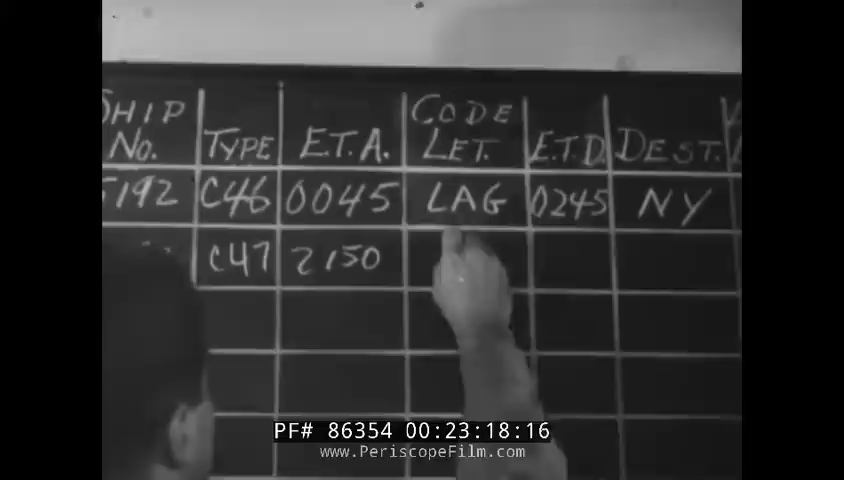 SHIP No. TYPE E.T.A. CODE LET. E.T.D. DEST.
5192 C46 0045 LAG 0245 NY
C47 2150
PF# 86354 00:23:18:16
www.PeriscopeFilm.com